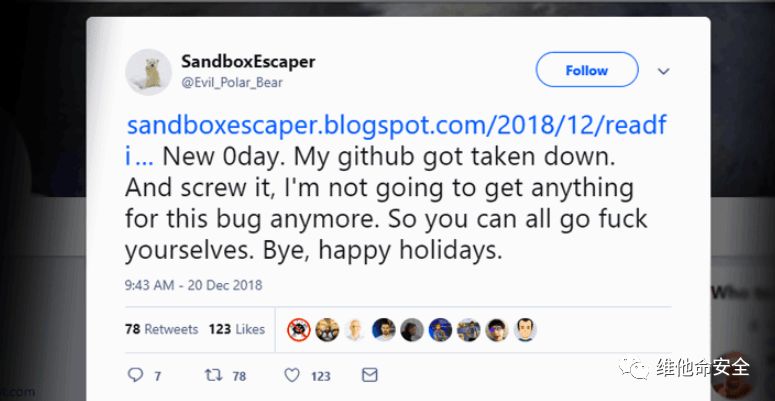 SandboxEscaper
@Evil_Polar_Bear
Follow
sandboxescaper.blogspot.com/2018/12/readf
i... New 0day. My github got taken down.
And screw it, I'm not going to get anything
for this bug anymore. So you can all go fuck
yourselves. Bye, happy holidays.
9:43 AM - 20 Dec 2018
78 Retweets 123 Likes
7 78 123
维他命安全